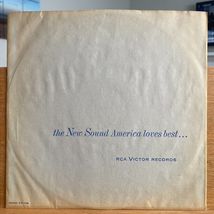 the New Sound America loves best...
RCA VICTOR RECORDS